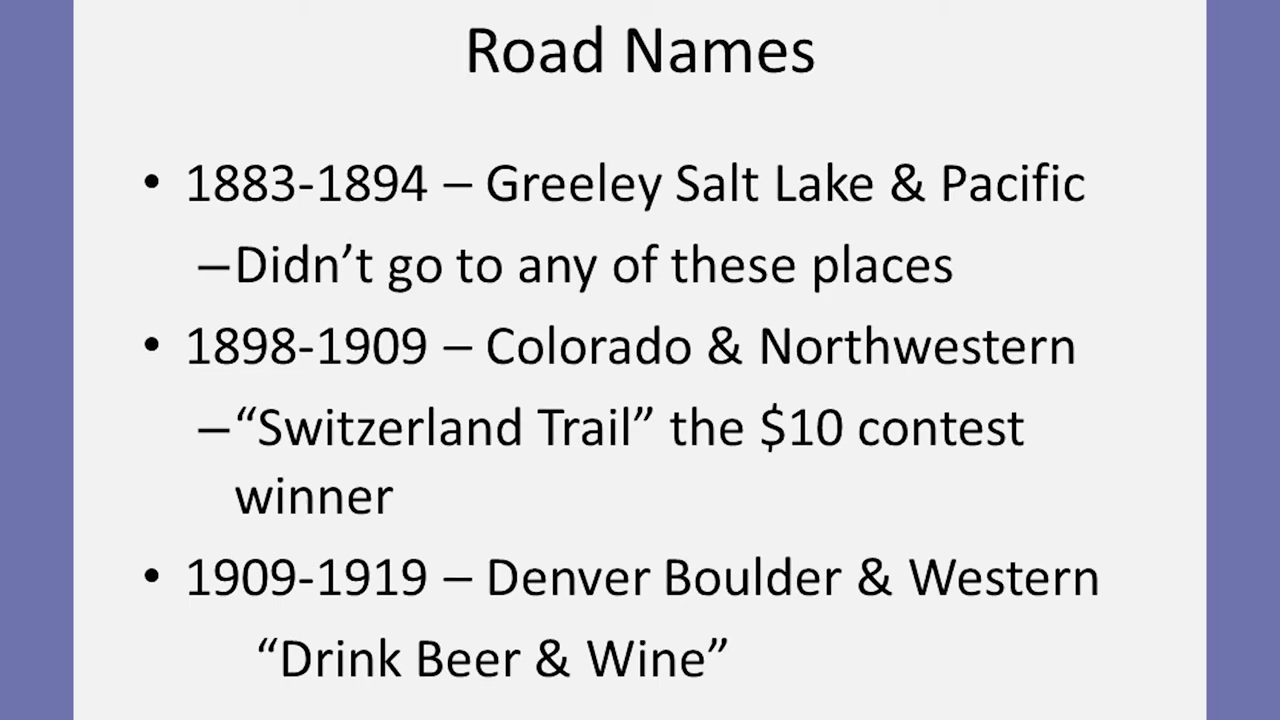 Road Names
• 1883-1894 – Greeley Salt Lake & Pacific
–Didn’t go to any of these places
• 1898-1909 – Colorado & Northwestern
–“Switzerland Trail” the $10 contest
winner
• 1909-1919 – Denver Boulder & Western
“Drink Beer & Wine”